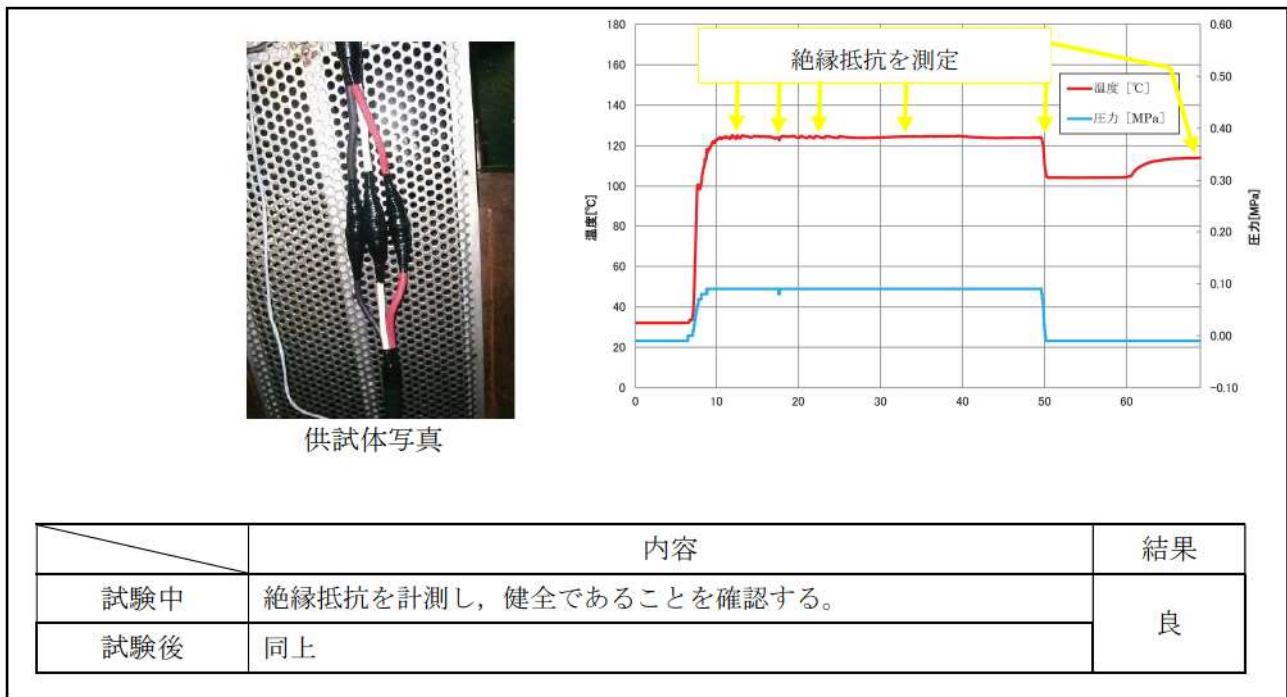 供試体写真
絶縁抵抗を測定
温度 [℃]
圧力 [MPa]
温度[℃]
圧力[MPa]
180
160
140
120
100
80
60
40
20
0
0.60
0.50
0.40
0.30
0.20
0.10
0.00
-0.10
0 10 20 30 40 50 60
内容 結果
試験中 絶縁抵抗を計測し，健全であることを確認する。 良
試験後 同上